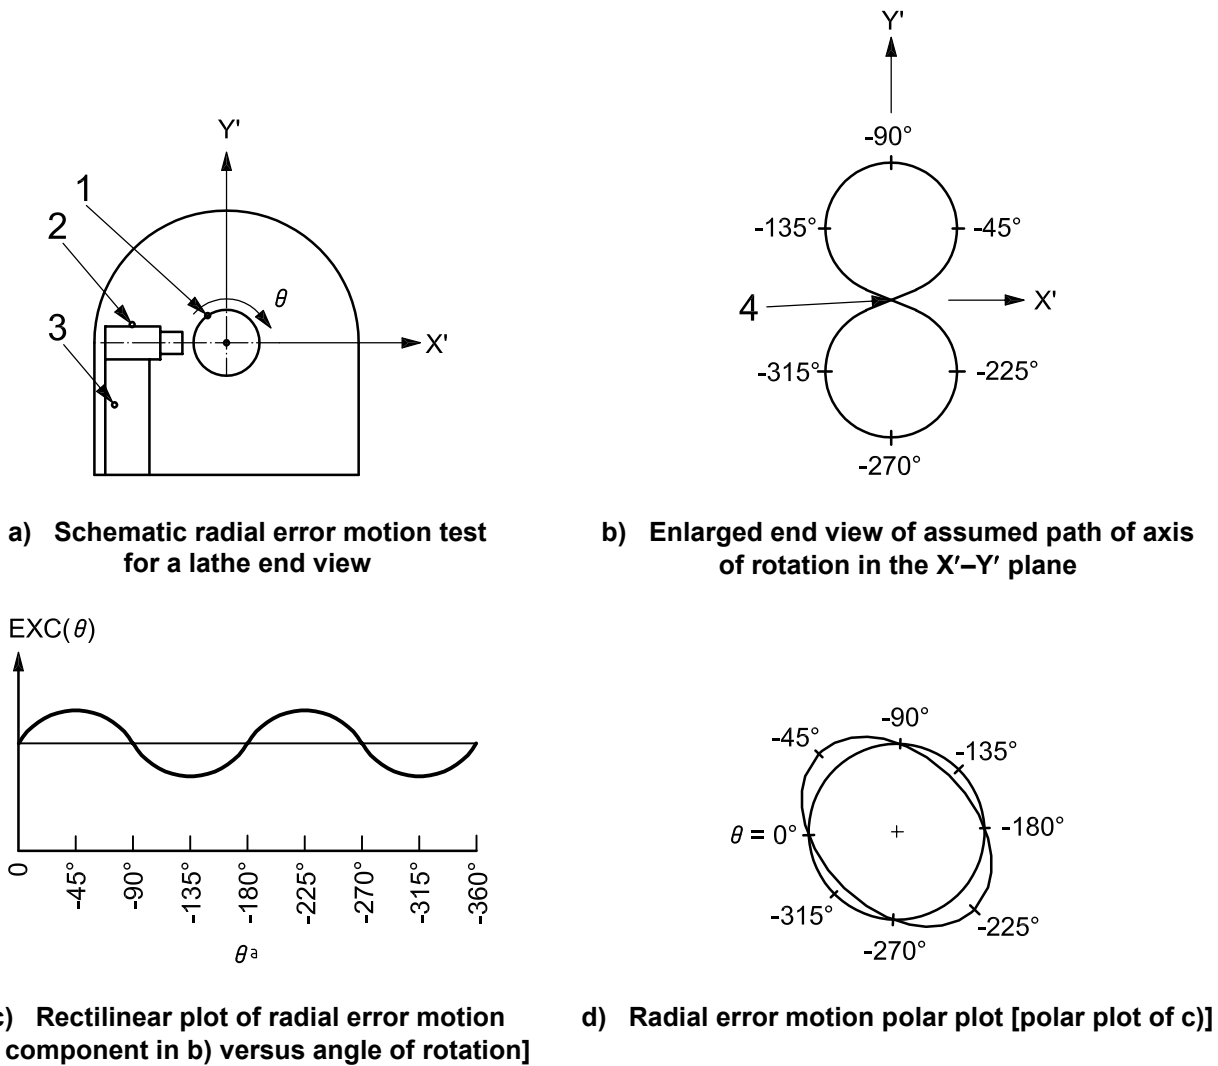 Y'
1
2
θ
3
X'
a) Schematic radial error motion test
for a lathe end view
Y'
-90°
-135°
-45°
4
X'
-315°
-225°
-270°
b) Enlarged end view of assumed path of axis
of rotation in the X′–Y′ plane
EXC(θ)
0
-45°
-90°
-135°
-180°
-225°
-270°
-315°
-360°
θ a
c) Rectilinear plot of radial error motion
component in b) versus angle of rotation]
-90°
-45°
-135°
θ = 0°
-180°
-315°
-225°
-270°
d) Radial error motion polar plot [polar plot of c)]